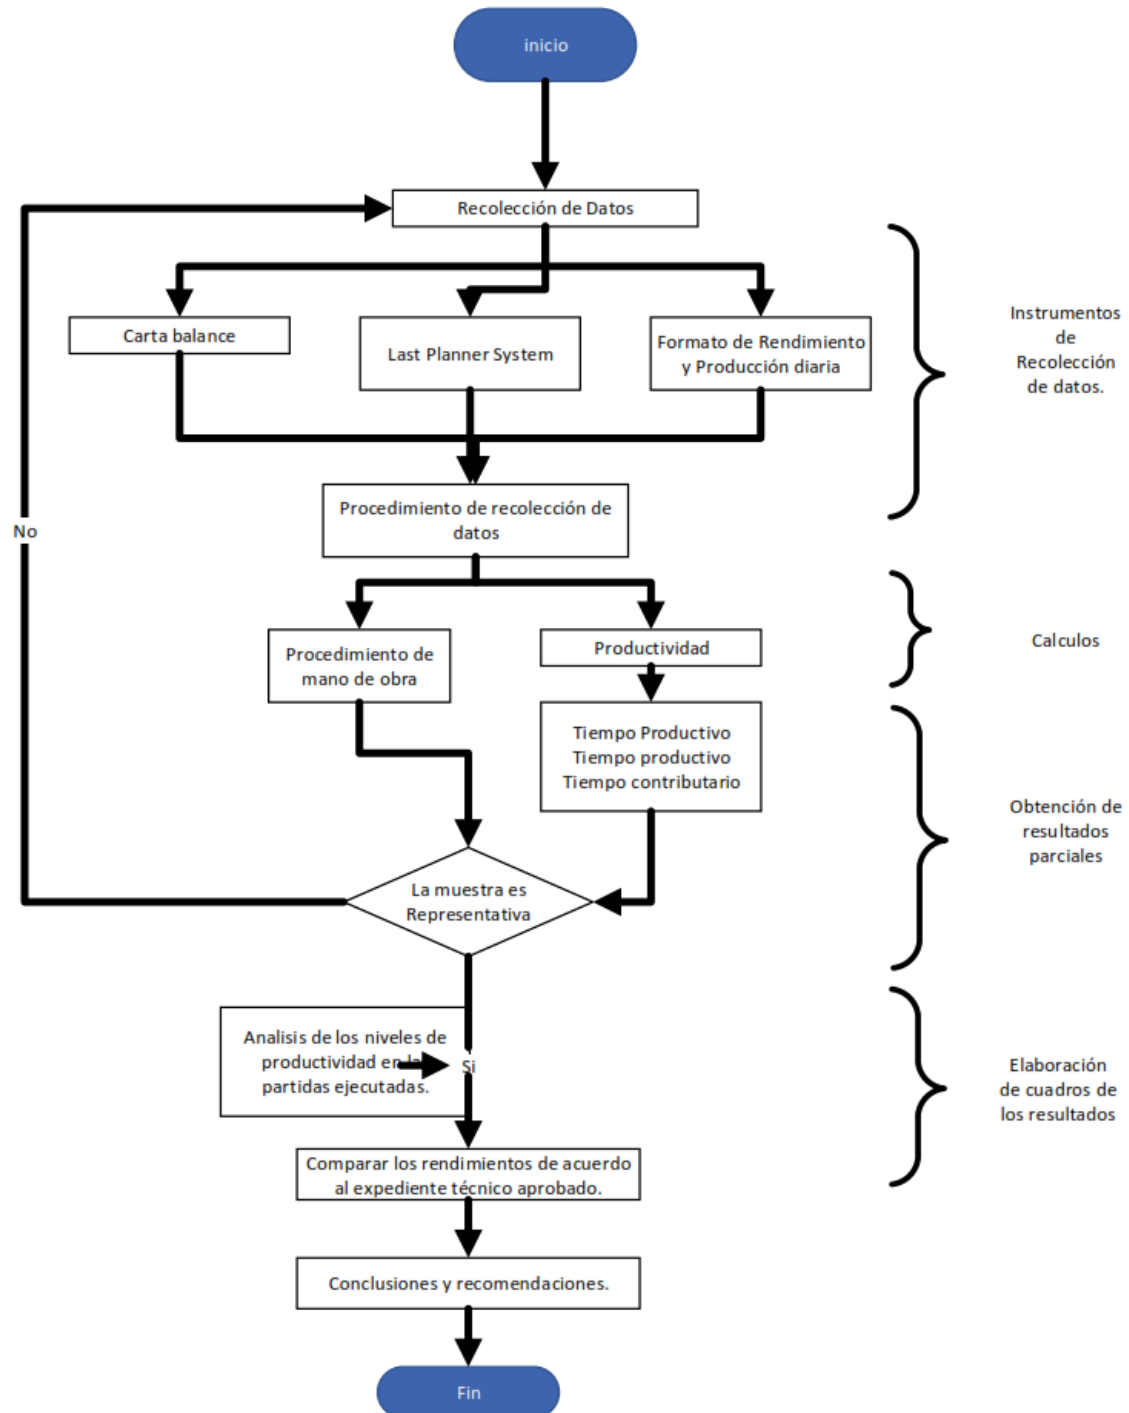 inicio
Recolección de Datos
Carta balance
Last Planner System
Formato de Rendimiento
y Producción diaria
Instrumentos
de
Recolección
de datos.
Procedimiento de recolección de
datos
No
Procedimiento de
mano de obra
Productividad
Calculos
Tiempo Productivo
Tiempo productivo
Tiempo contributario
Obtención de
resultados
parciales
La muestra es
Representativa
Analisis de los niveles de
productividad en la
partidas ejecutadas.
Si
Elaboración
de cuadros de
los resultados
Comparar los rendimientos de acuerdo
al expediente técnico aprobado.
Conclusiones y recomendaciones.
Fin